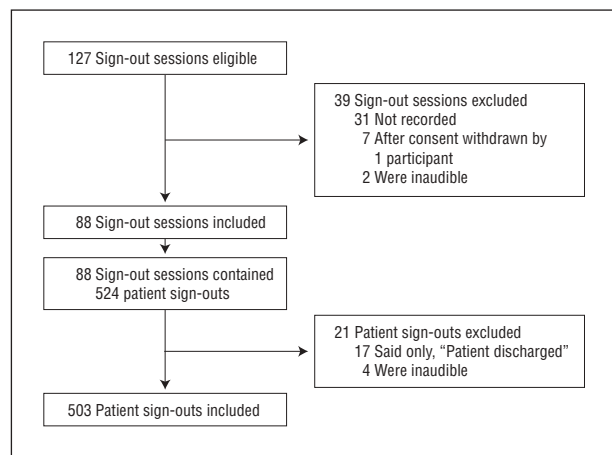 127 Sign-out sessions eligible
39 Sign-out sessions excluded
31 Not recorded
7 After consent withdrawn by
1 participant
2 Were inaudible
88 Sign-out sessions included
88 Sign-out sessions contained
524 patient sign-outs
21 Patient sign-outs excluded
17 Said only, “Patient discharged”
4 Were inaudible
503 Patient sign-outs included